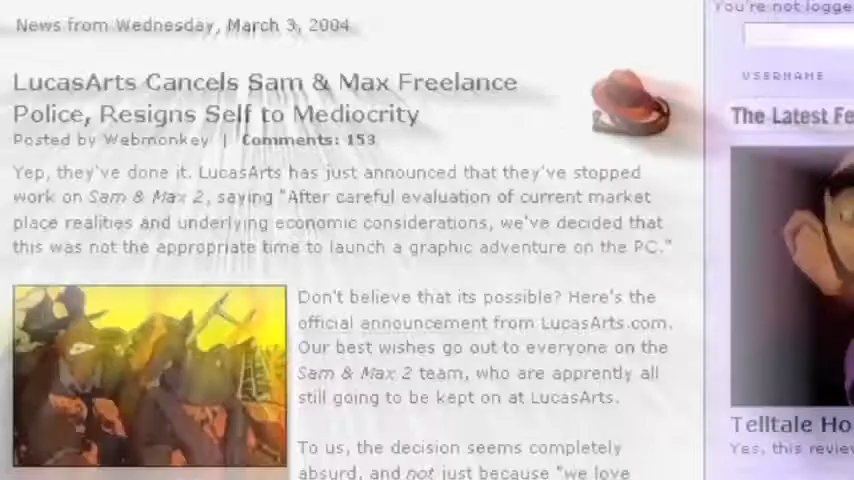 News from Wednesday, March 3, 2004
LucasArts Cancels Sam & Max Freelance
Police, Resigns Self to Mediocrity
Posted by Webmonkey | Comments: 153
Yep, they've done it. LucasArts has just announced that they've stopped
work on Sam & Max 2, saying "After careful evaluation of current market
place realities and underlying economic considerations, we've decided that
this was not the appropriate time to launch a graphic adventure on the PC."
Don't believe that its possible? Here's the
official announcement from LucasArts.com.
Our best wishes go out to everyone on the
Sam & Max 2 team, who are apprently all
still going to be kept on at LucasArts.
To us, the decision seems completely
absurd, and not just because "we love
You're not logge
USERNAME
The Latest Fe
Telltale Ho
Yes, this review